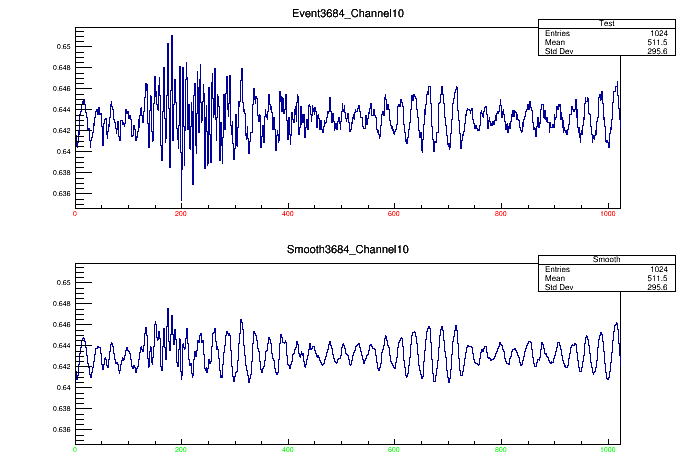 Event3684_Channel10
Test
Entries 1024
Mean 511.5
Std Dev 295.6
0.65
0.648
0.646
0.644
0.642
0.64
0.638
0.636
0 200 400 600 800 1000
Smooth3684_Channel10
Smooth
Entries 1024
Mean 511.5
Std Dev 295.6
0.65
0.648
0.646
0.644
0.642
0.64
0.638
0.636
0 200 400 600 800 1000